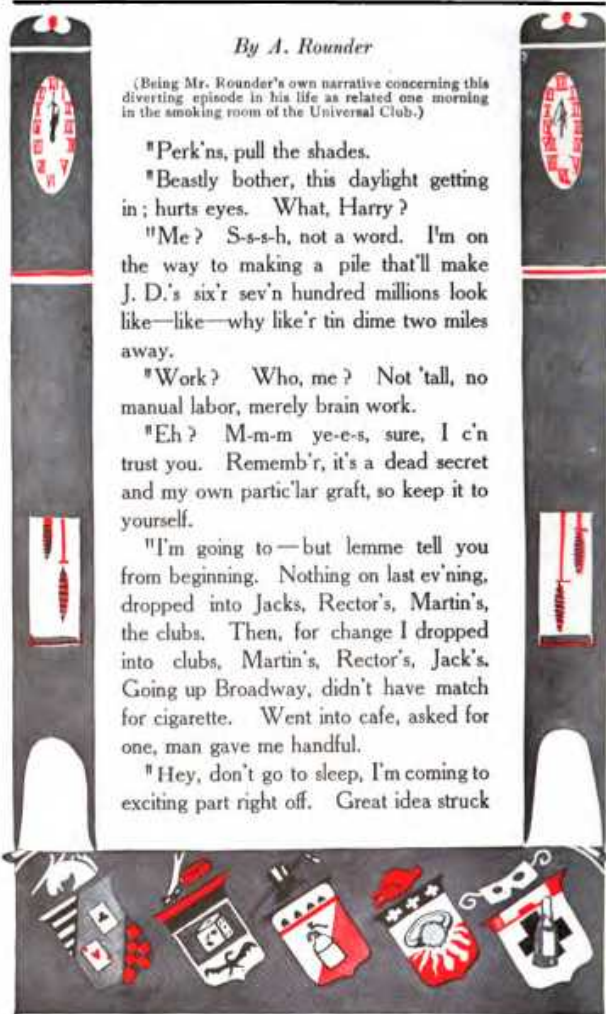 By A. Rounder
(Being Mr. Rounder's own narrative concerning this
diverting episode in his life as related one morning
in the smoking room of the Universal Club.)
"Perk'ns, pull the shades.
"Beastly bother, this daylight getting
in; hurts eyes. What, Harry?
"Me? S-s-s-h, not a word. I'm on
the way to making a pile that'll make
J. D.'s six'r sev'n hundred millions look
like—like—why like'r tin dime two miles
away.
"Work? Who, me? Not 'tall, no
manual labor, merely brain work.
"Eh? M-m-m ye-e-s, sure, I c'n
trust you. Rememb'r, it's a dead secret
and my own partic'lar graft, so keep it to
yourself.
"I'm going to—but lemme tell you
from beginning. Nothing on last ev'ning,
dropped into Jacks, Rector's, Martin's,
the clubs. Then, for change I dropped
into clubs, Martin's, Rector's, Jack's.
Going up Broadway, didn't have match
for cigarette. Went into cafe, asked for
one, man gave me handful.
"Hey, don't go to sleep, I'm coming to
exciting part right off. Great idea struck